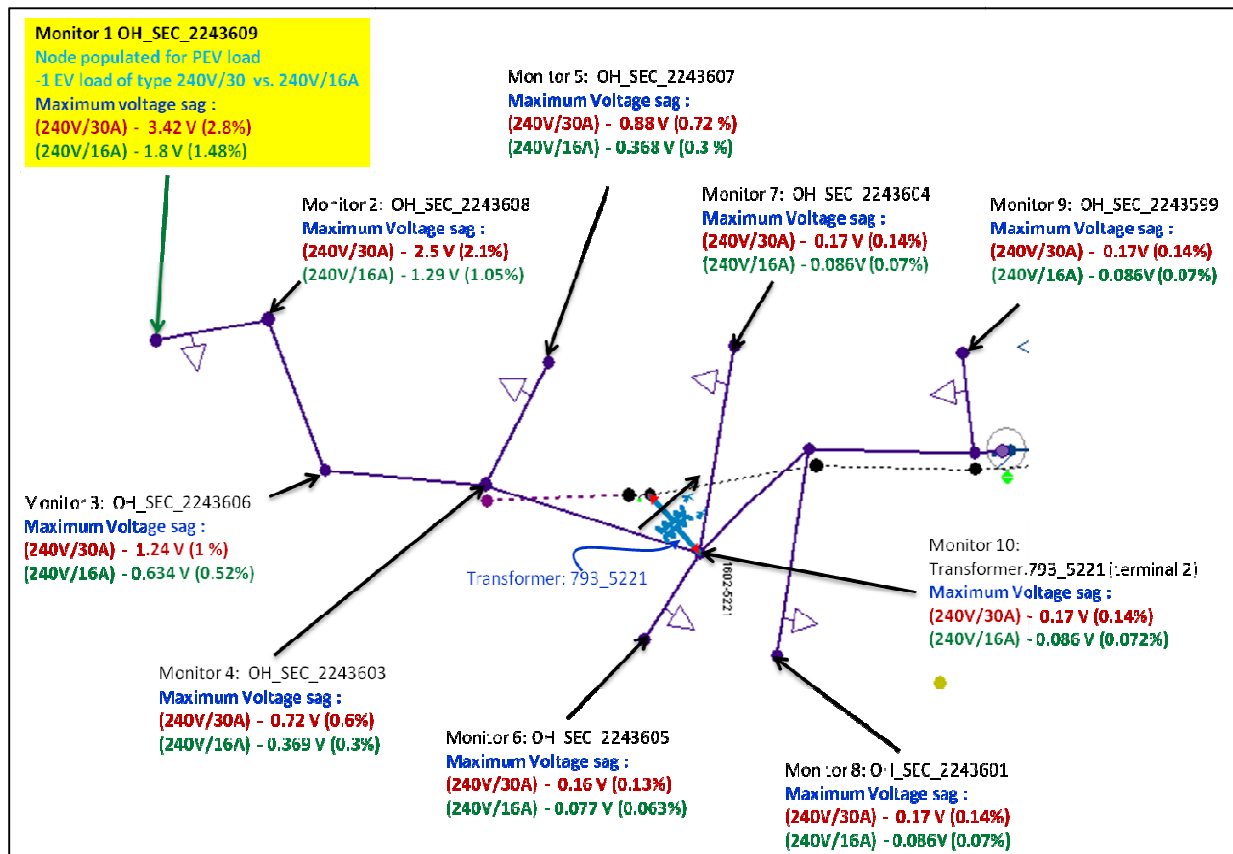 Monitor 1 OH_SEC_2243609
Node populated for PEV load
-1 EV load of type 240V/30 vs. 240V/16A
Maximum voltage sag :
(240V/30A) - 3.42 V (2.8%)
(240V/16A) - 1.8 V (1.48%)
Monitor 5: OH_SEC_2243607
Maximum Voltage sag :
(240V/30A) - 0.88 V (0.72 %)
(240V/16A) - 0.368 V (0.3 %)
Monitor 2: OH_SEC_2243608
Maximum Voltage sag :
(240V/30A) - 2.5 V (2.1%)
(240V/16A) - 1.29 V (1.05%)
Monitor 7: OH_SEC_2243604
Maximum Voltage sag :
(240V/30A) - 0.17 V (0.14%)
(240V/16A) - 0.086V (0.07%)
Monitor 9: OH_SEC_2243599
Maximum Voltage sag :
(240V/30A) - 0.17V (0.14%)
(240V/16A) - 0.086V (0.07%)
Monitor 3: OH_SEC_2243606
Maximum Voltage sag :
(240V/30A) - 1.24 V (1 %)
(240V/16A) - 0.634 V (0.52%)
Transformer: 793_5221
1602-5221
Monitor 10:
Transformer.793_5221 (terminal 2)
Maximum Voltage sag :
(240V/30A) - 0.17 V (0.14%)
(240V/16A) - 0.086 V (0.072%)
Monitor 4: OH_SEC_2243603
Maximum Voltage sag :
(240V/30A) - 0.72 V (0.6%)
(240V/16A) - 0.369 V (0.3%)
Monitor 6: OH_SEC_2243605
Maximum Voltage sag :
(240V/30A) - 0.16 V (0.13%)
(240V/16A) - 0.077 V (0.063%)
Monitor 8: OH_SEC_2243601
Maximum Voltage sag :
(240V/30A) - 0.17 V (0.14%)
(240V/16A) - 0.086V (0.07%)